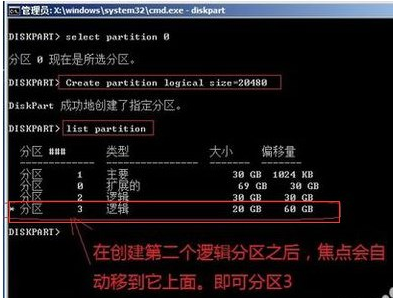 管理员: X:\windows\system32\cmd.exe - diskpart
DISKPART> select partition 0
分区 0 现在是所选分区。
DISKPART> Create partition logical size=20480
DiskPart 成功地创建了指定分区。
DISKPART> list partition
分区 ### 类型 大小 偏移量
------------- ---------------- ------- -------
分区 1 主要 30 GB 1024 KB
分区 0 扩展的 69 GB 30 GB
分区 2 逻辑 30 GB 30 GB
* 分区 3 逻辑 20 GB 60 GB
DISKPART>
在创建第二个逻辑分区之后，焦点会自
动移到它上面。即可分区3